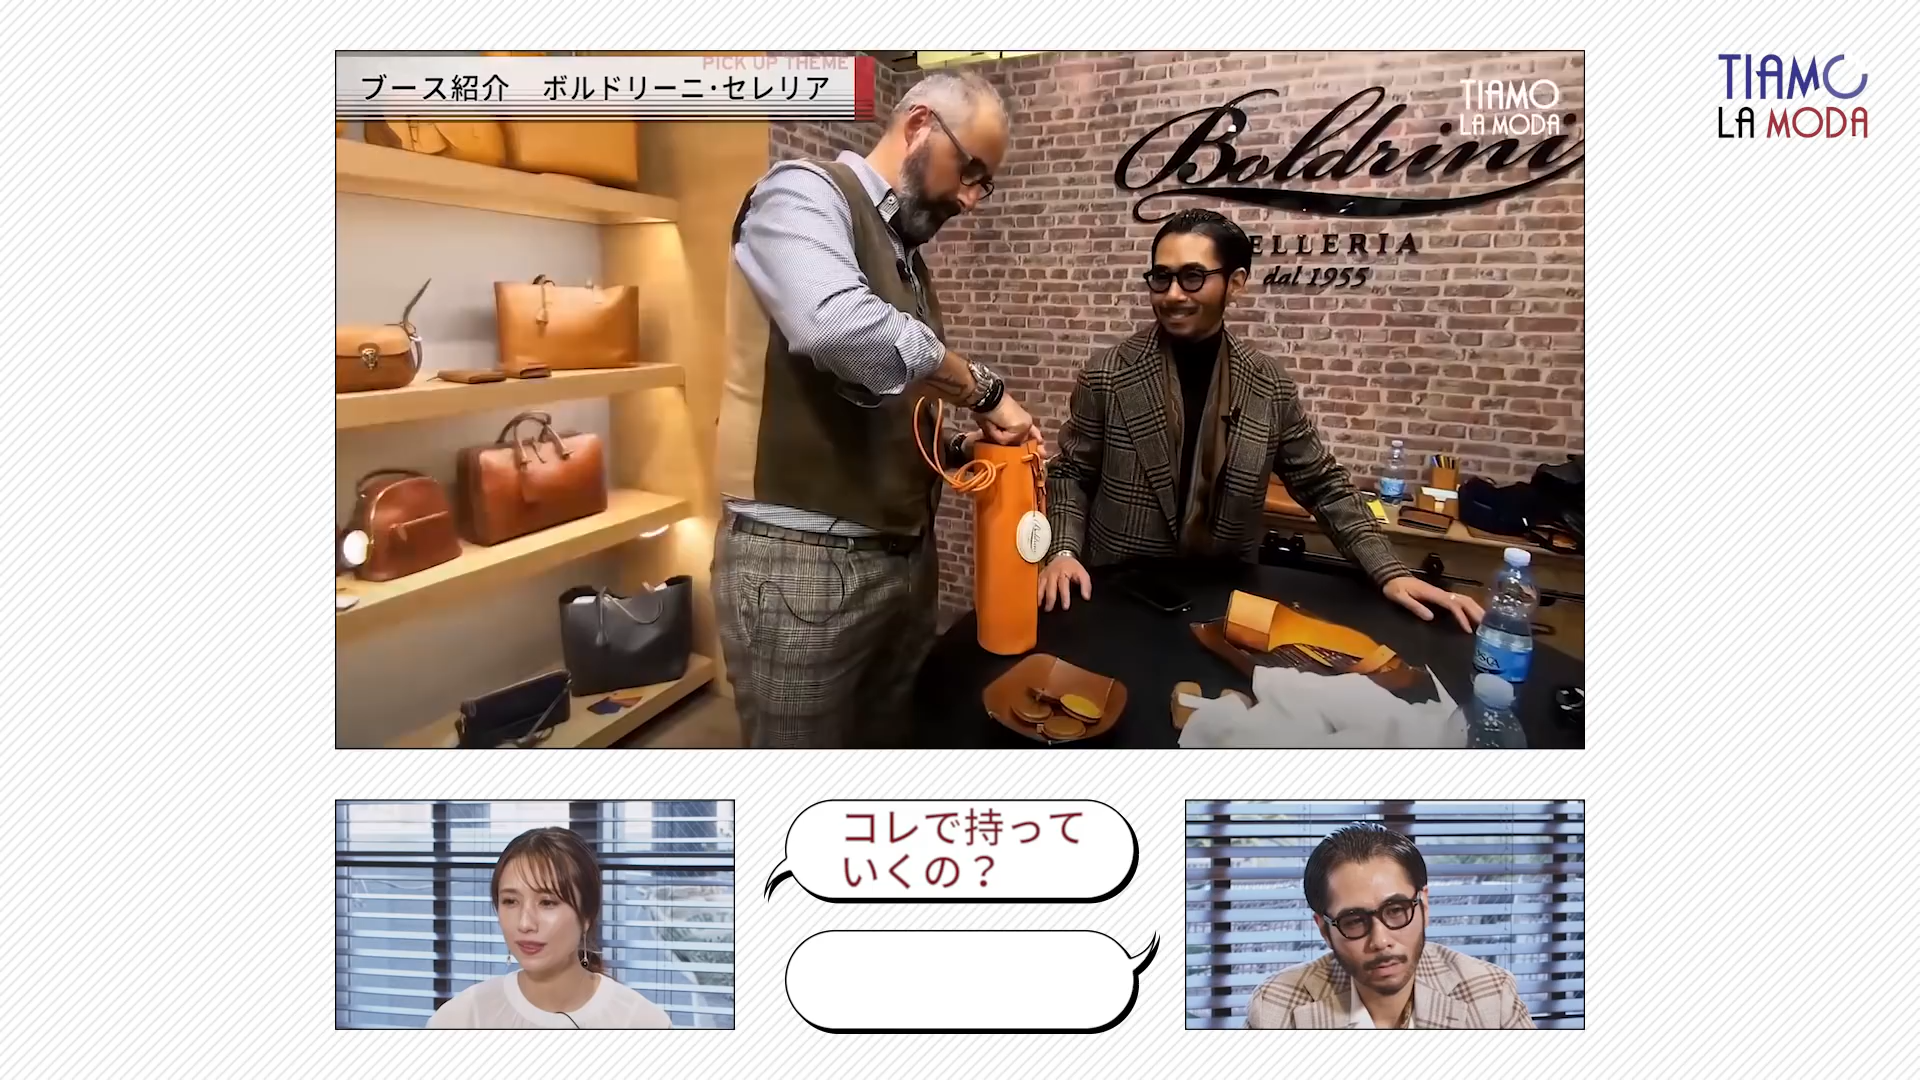 PICK UP THEME
ブース紹介　ボルドリーニ･セレリア
TIAMO
LA MODA
TIAMO
LA MODA
Boldrini
ELLERIA
dal 1955
コレで持って
いくの？